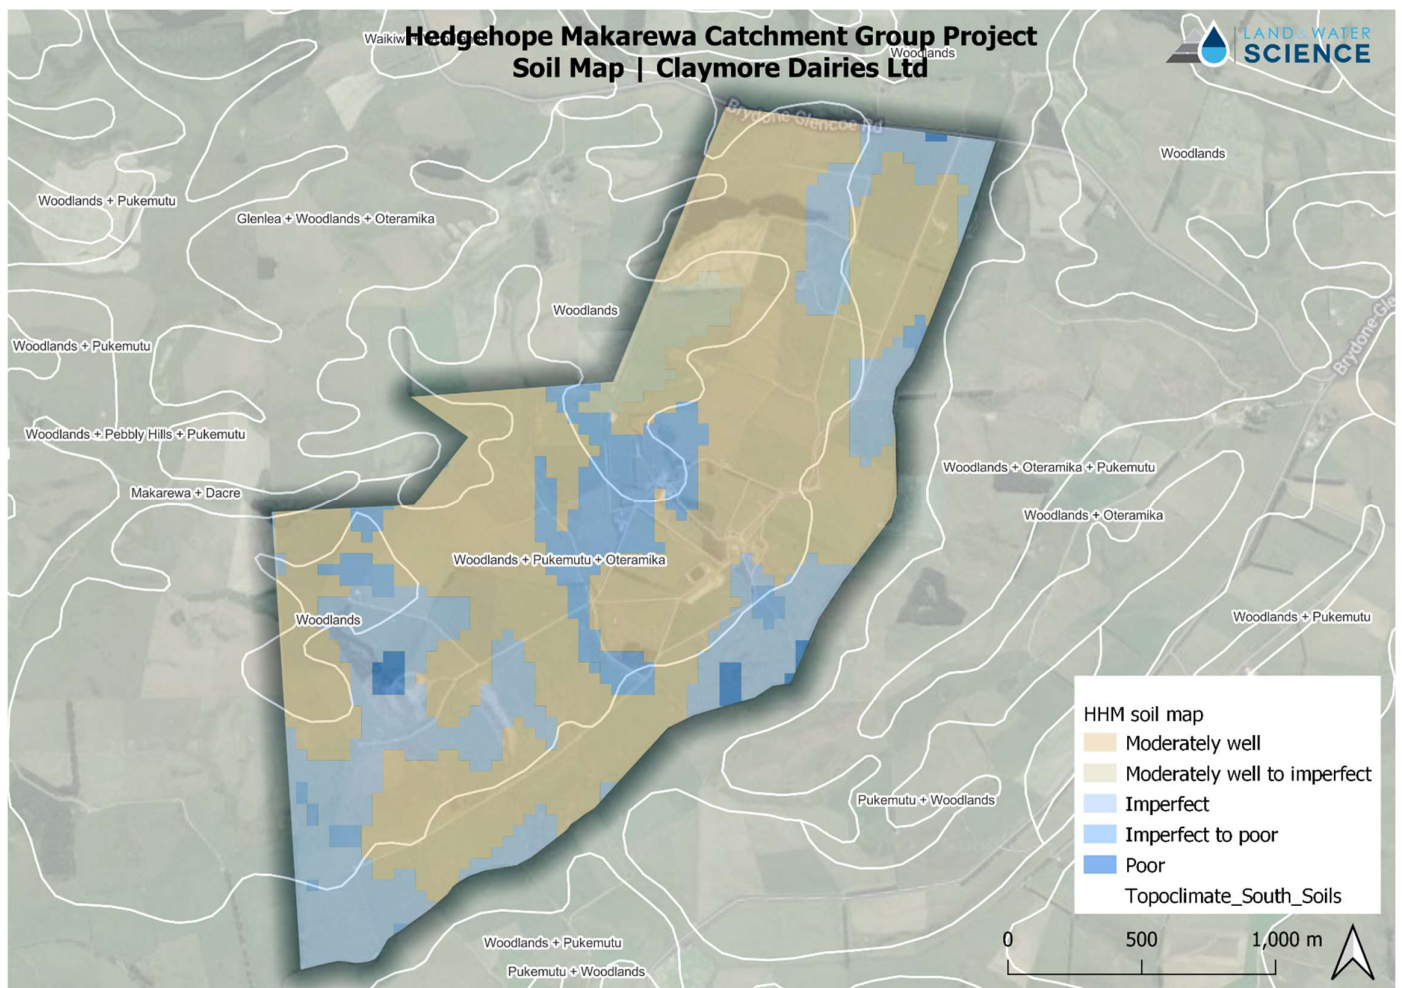 Hedgehope Makarewa Catchment Group Project
Soil Map | Claymore Dairies Ltd
LAND & WATER
SCIENCE
Woodlands
Brydone Glencoe Rd
Woodlands
Woodlands + Pukemutu
Glenlea + Woodlands + Oteramika
Woodlands
Woodlands + Pukemutu
Brydone Gle
Woodlands + Pebbly Hills + Pukemutu
Woodlands + Oteramika + Pukemutu
Makarewa + Dacre
Woodlands + Oteramika
Woodlands + Pukemutu + Oteramika
Woodlands
Woodlands + Pukemutu
HHM soil map
Moderately well
Moderately well to imperfect
Imperfect
Imperfect to poor
Poor
Topoclimate_South_Soils
Pukemutu + Woodlands
0 500 1,000 m
Woodlands + Pukemutu
Pukemutu + Woodlands